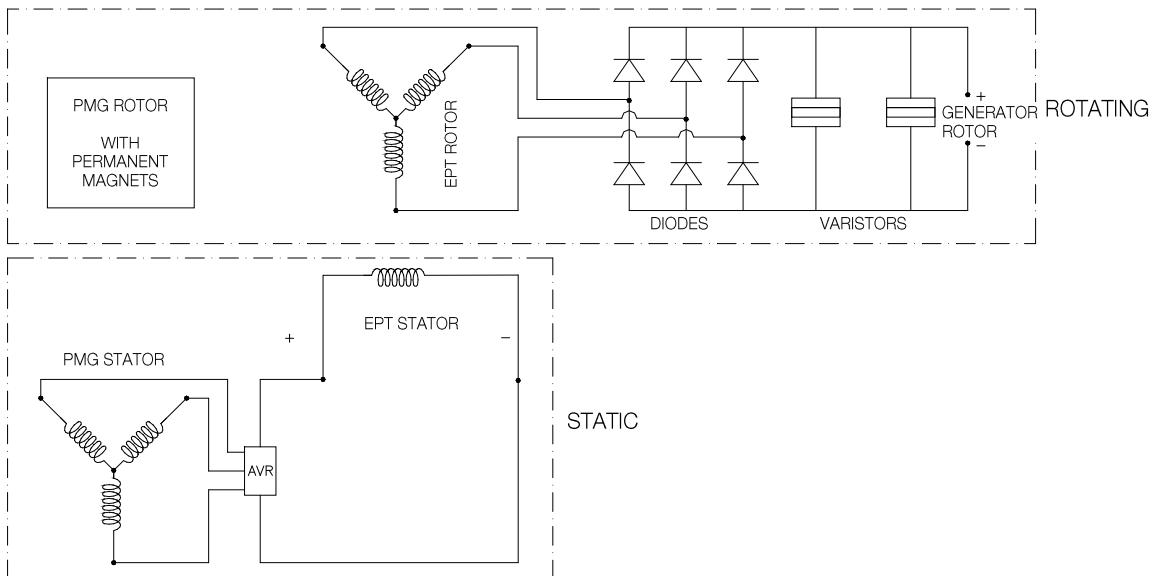 PMG ROTOR
WITH
PERMANENT
MAGNETS
EPT ROTOR
DIODES
VARISTORS
+
GENERATOR
ROTOR
–
ROTATING
EPT STATOR
+
–
PMG STATOR
AVR
STATIC